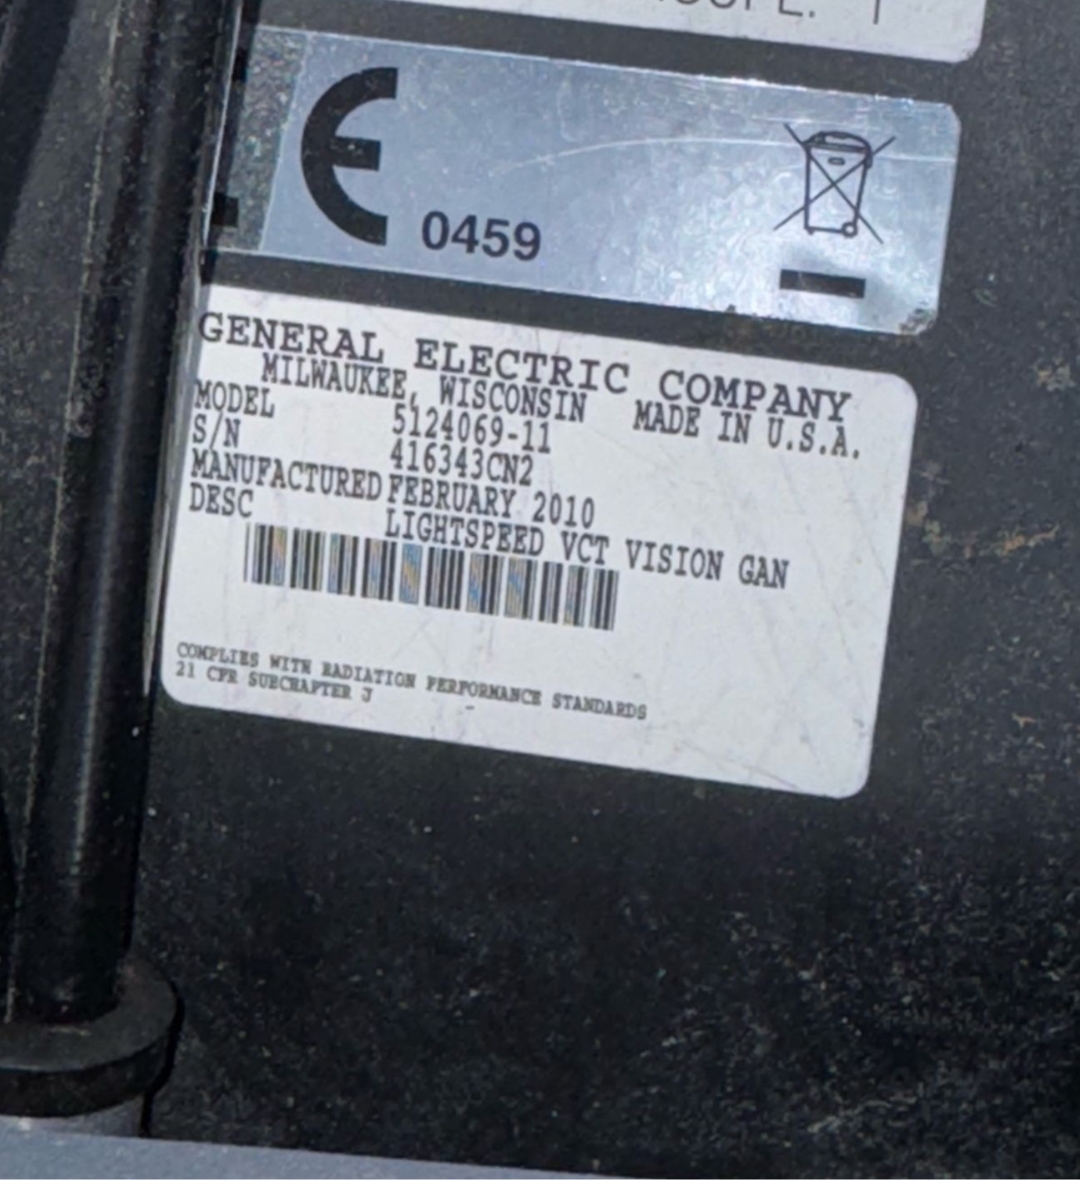 CE 0459
GENERAL ELECTRIC COMPANY
MILWAUKEE, WISCONSIN MADE IN U.S.A.
MODEL 5124069-11
S/N 416343CN2
MANUFACTURED FEBRUARY 2010
DESC LIGHTSPEED VCT VISION GAN
COMPLIES WITH RADIATION PERFORMANCE STANDARDS
21 CFR SUBCHAPTER J